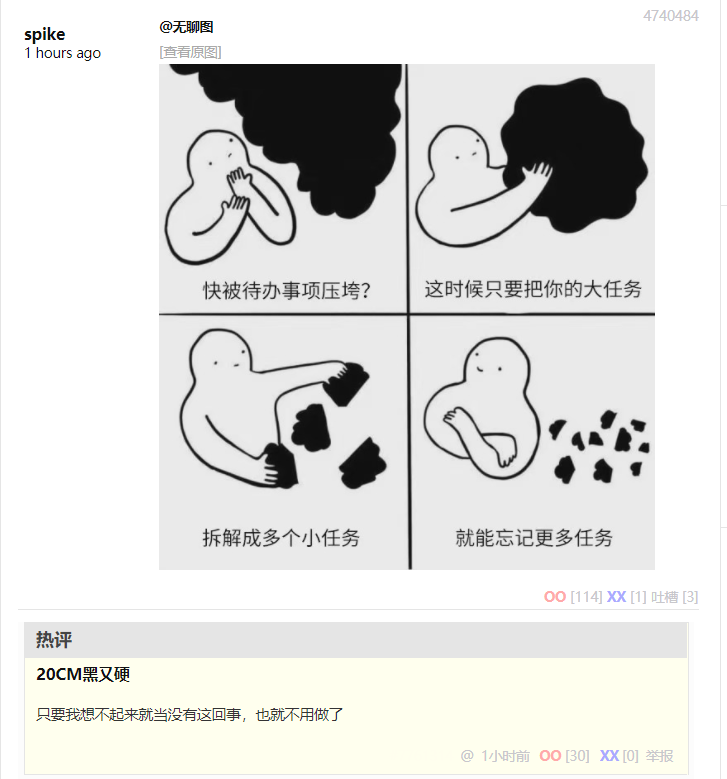 4740484
spike
1 hours ago
@无聊图
[查看原图]
快被待办事项压垮?
这时候只要把你的大任务
拆解成多个小任务
就能忘记更多任务
OO [114] XX [1] 吐槽 [3]
热评
20CM黑又硬
只要我想不起来就当没有这回事，也就不用做了
@ 1小时前 OO [30] XX [0] 举报